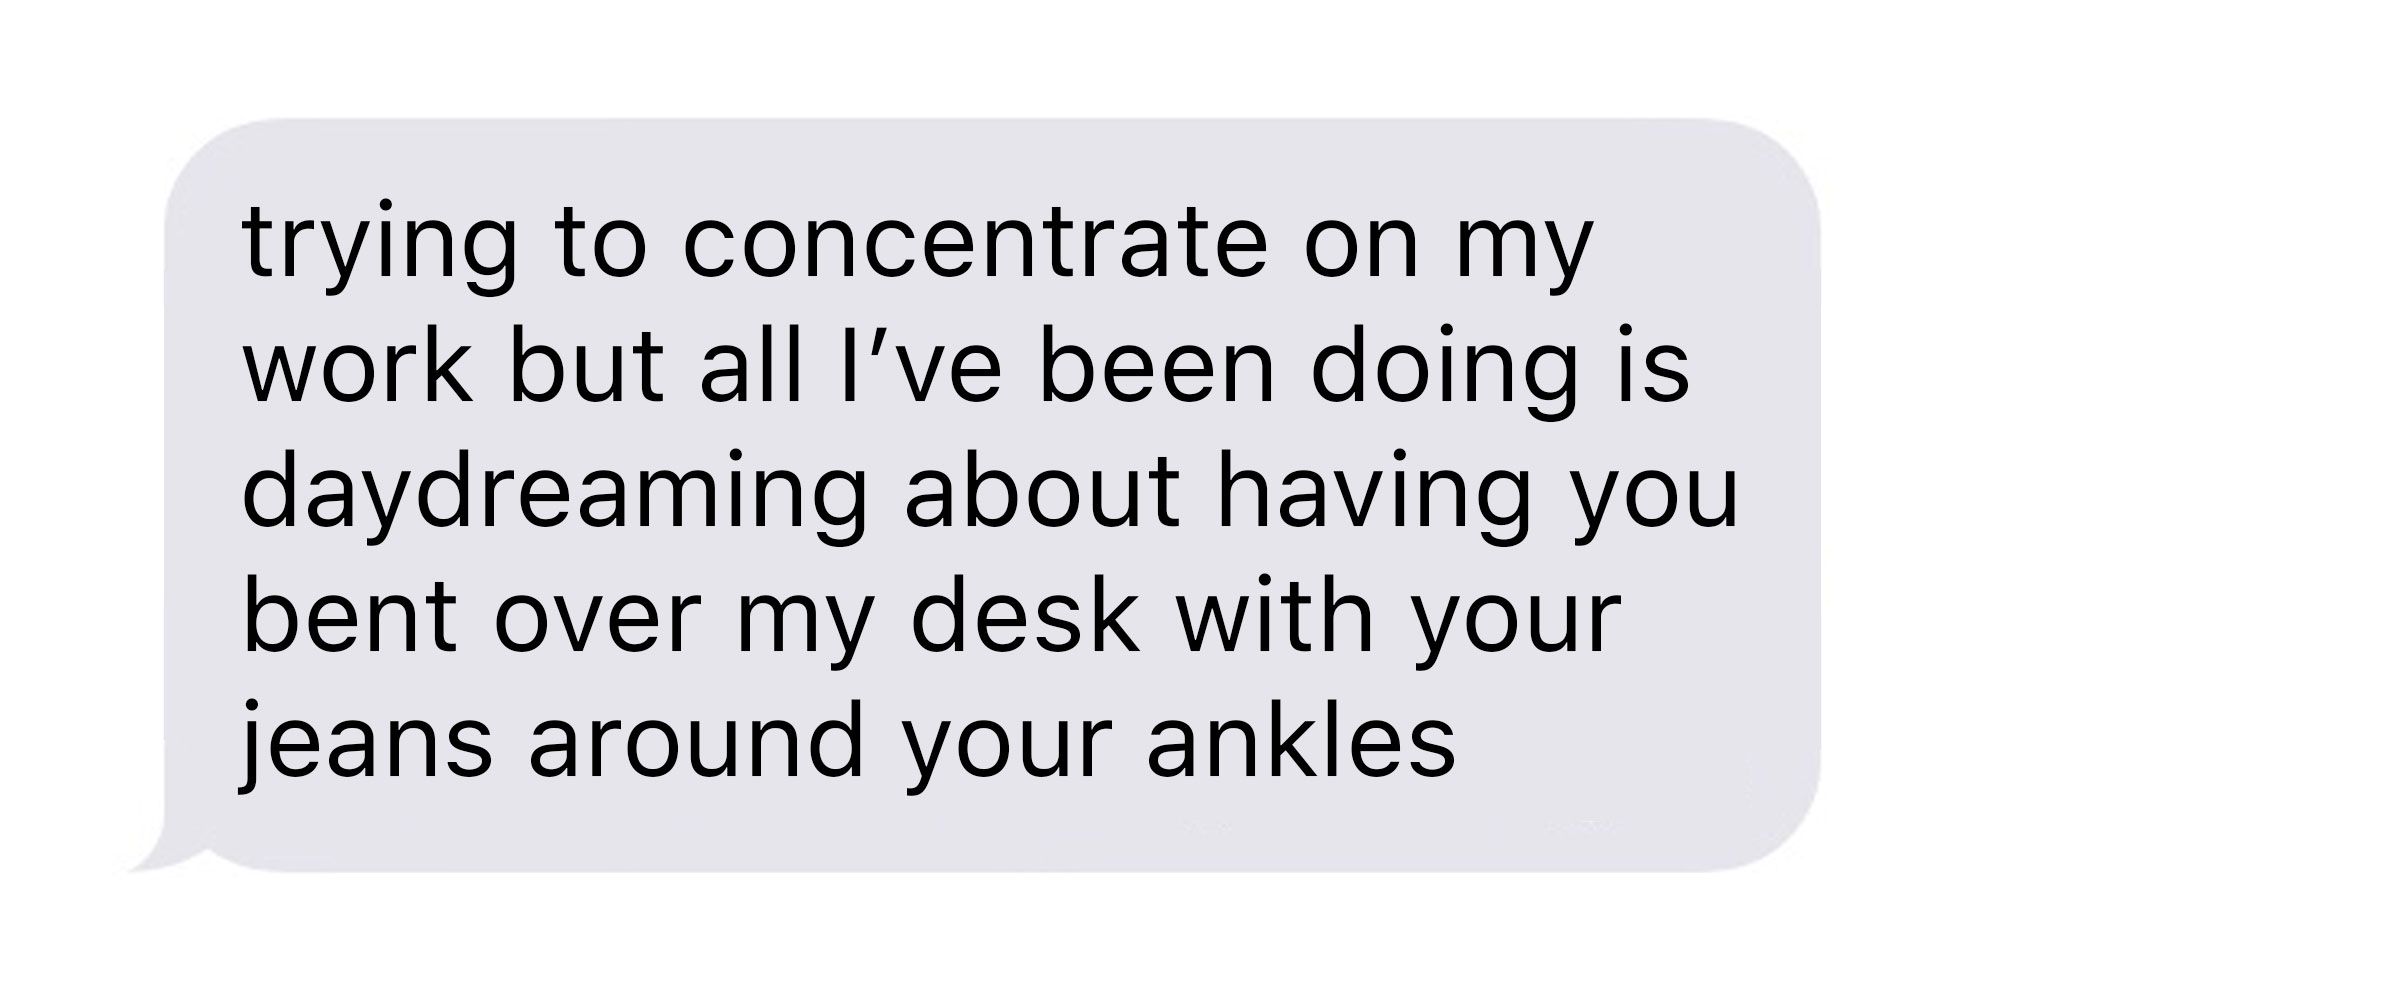 trying to concentrate on my
work but all I’ve been doing is
daydreaming about having you
bent over my desk with your
jeans around your ankles